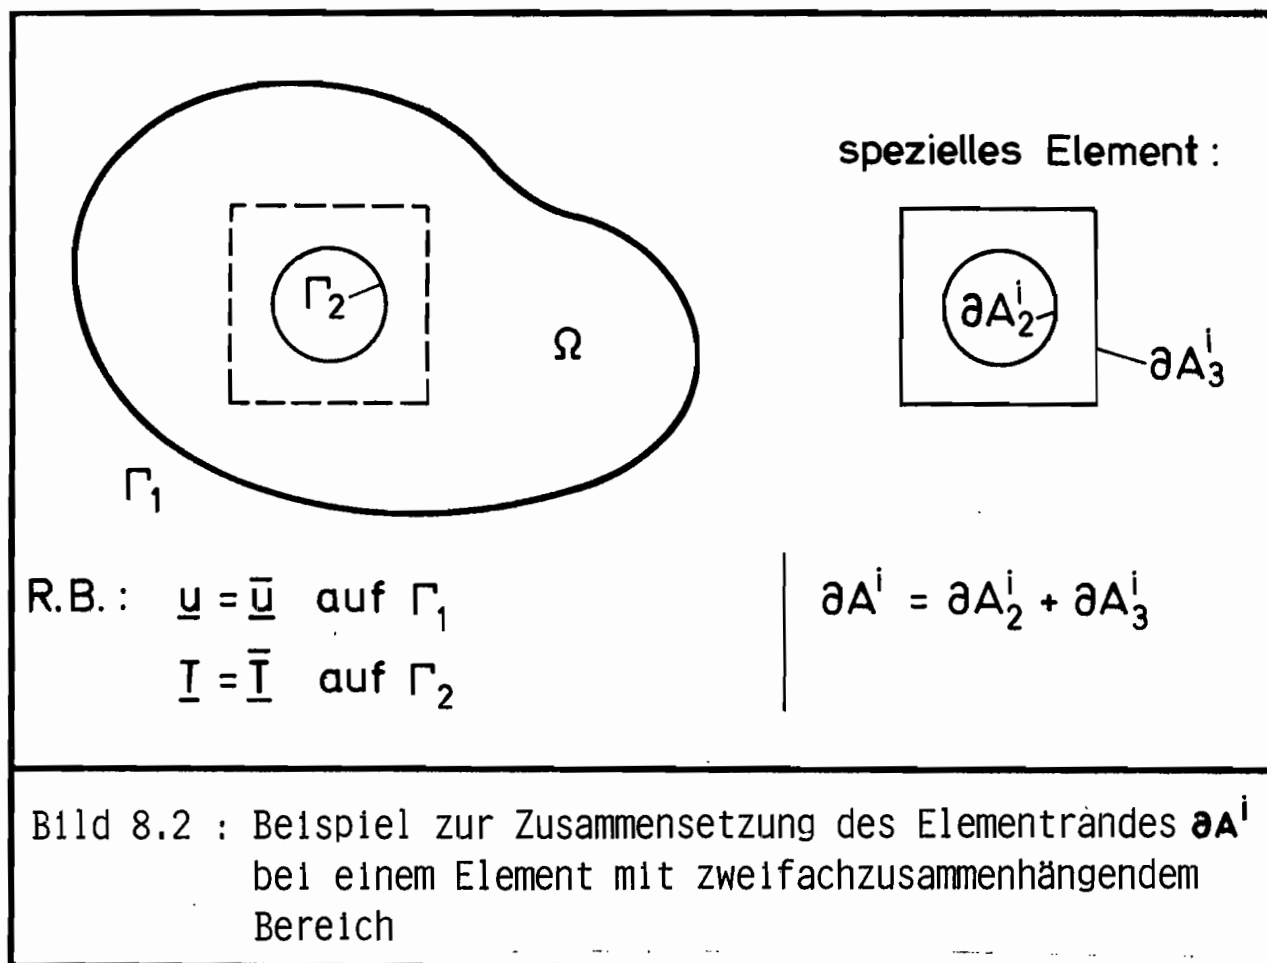 spezielles Element :
Γ₂
Ω
∂A₂ⁱ
∂A₃ⁱ
Γ₁
R.B. : u̲ = u̲̅ auf Γ₁
T̲ = T̲̅ auf Γ₂
∂Aⁱ = ∂A₂ⁱ + ∂A₃ⁱ
Bild 8.2 : Beispiel zur Zusammensetzung des Elementrandes ∂Aⁱ
bei einem Element mit zweifachzusammenhängendem
Bereich